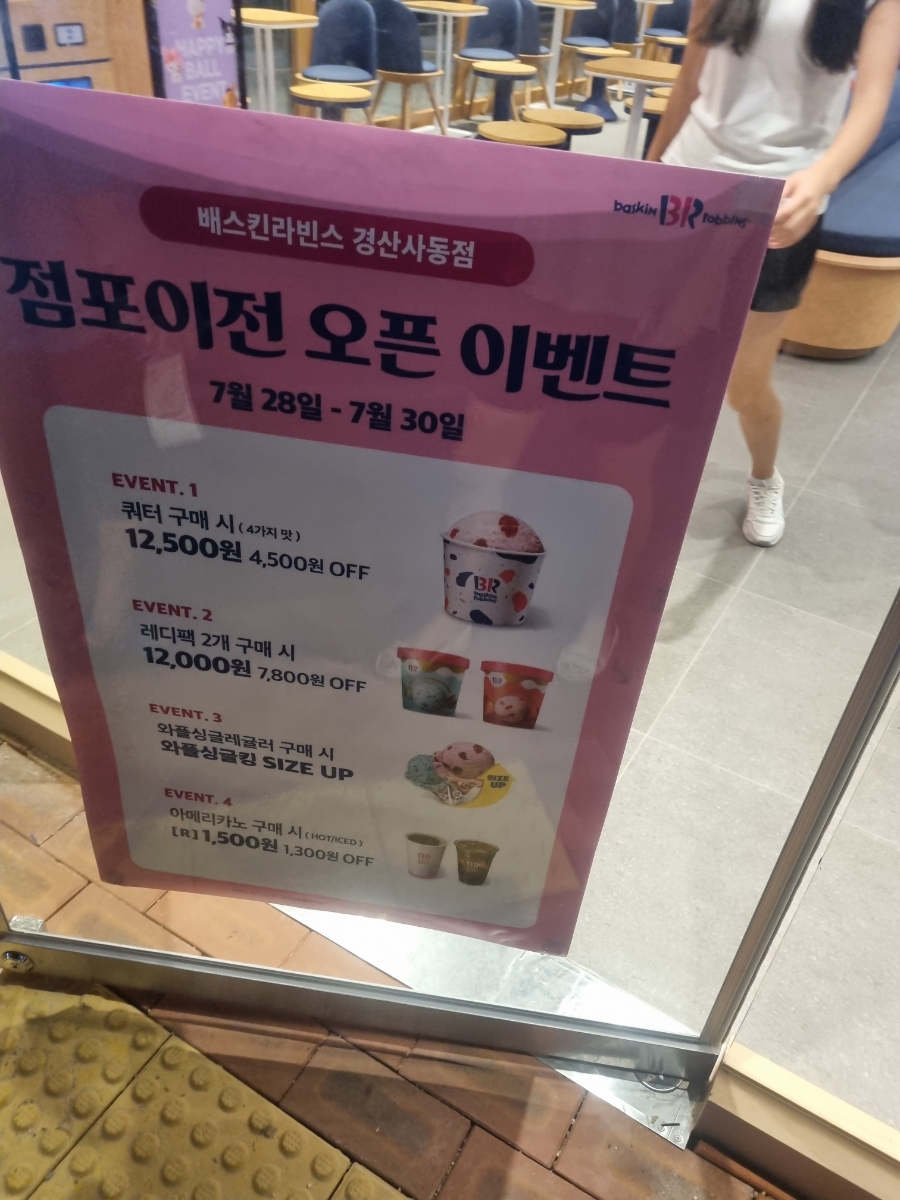 HAPPY
BALL
EVENT
baskin BR robbins
배스킨라빈스 경산사동점
점포이전 오픈 이벤트
7월 28일 - 7월 30일
EVENT. 1
쿼터 구매 시 ( 4가지 맛 )
12,500원 4,500원 OFF
BR
baskin
robbins
EVENT. 2
레디팩 2개 구매 시
12,000원 7,800원 OFF
EVENT. 3
와플싱글레귤러 구매 시
와플싱글킹 SIZE UP
SIZE
UP
EVENT. 4
아메리카노 구매 시 ( HOT/ICED )
[R] 1,500원 1,300원 OFF